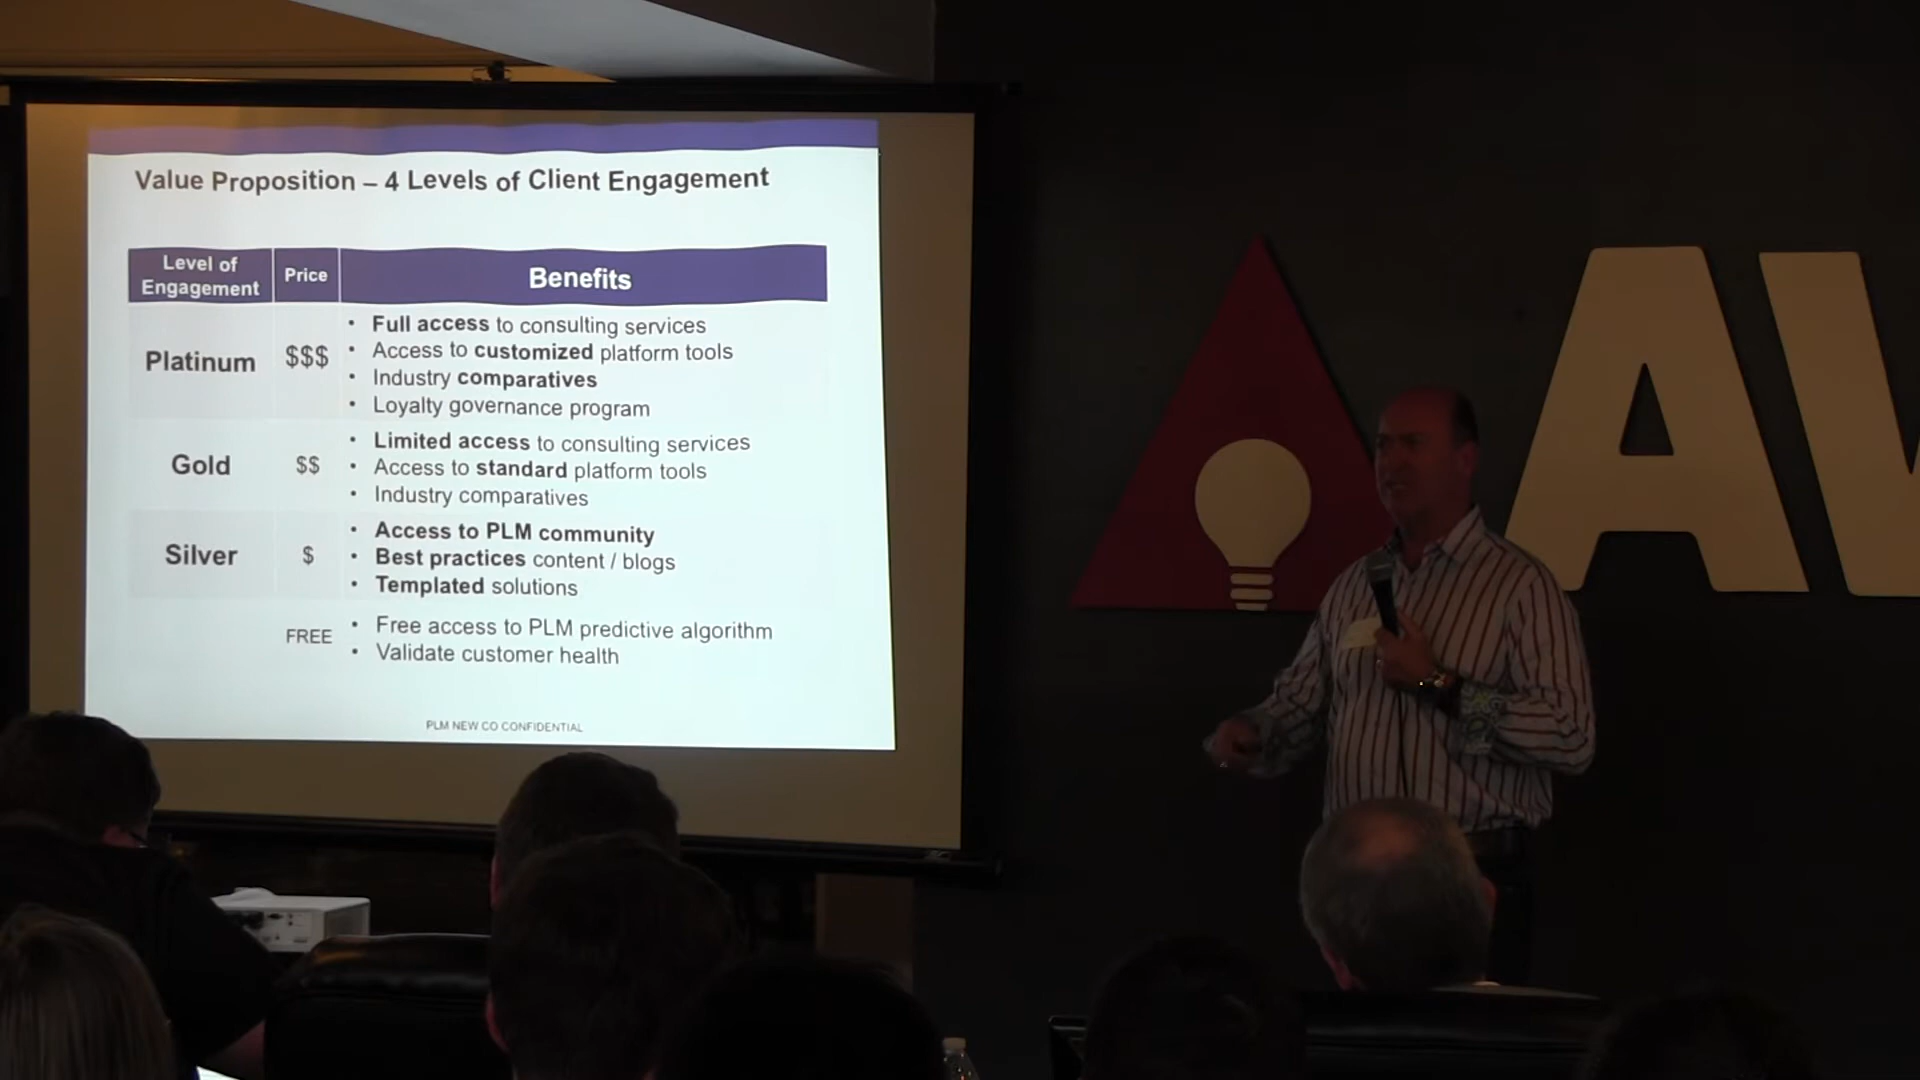 Value Proposition – 4 Levels of Client Engagement
Level of
Engagement
Price
Benefits
Platinum
$$$
• Full access to consulting services
• Access to customized platform tools
• Industry comparatives
• Loyalty governance program
Gold
$$
• Limited access to consulting services
• Access to standard platform tools
• Industry comparatives
Silver
$
• Access to PLM community
• Best practices content / blogs
• Templated solutions
FREE
• Free access to PLM predictive algorithm
• Validate customer health
PLM NEW CO CONFIDENTIAL
AW